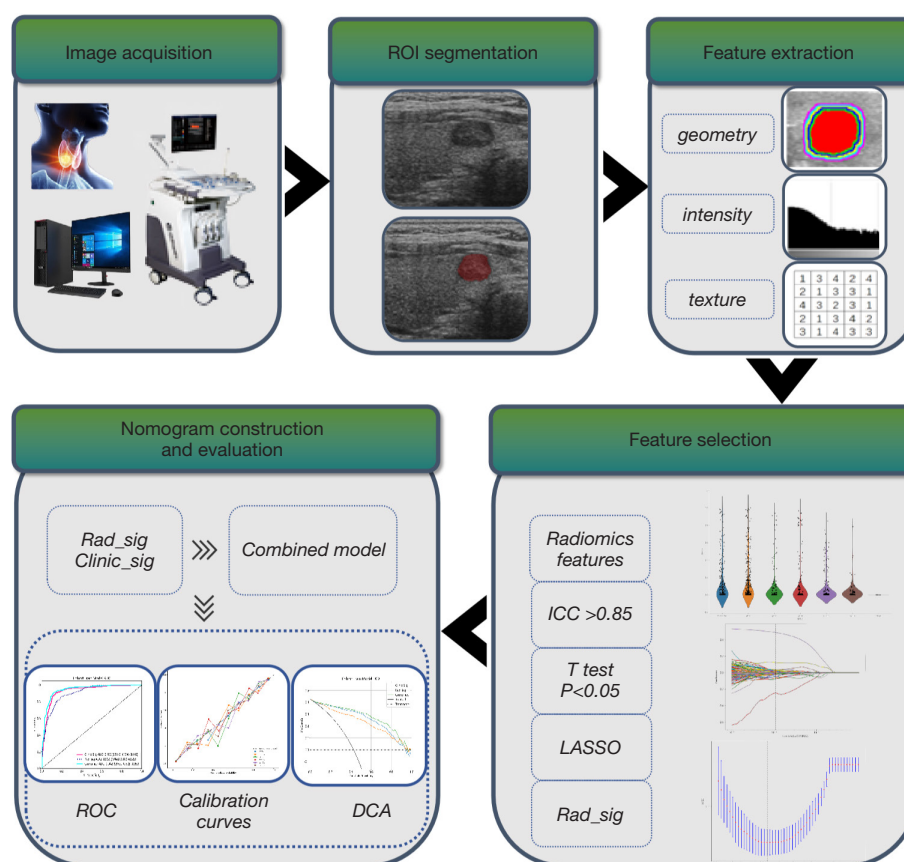 Image acquisition
ROI segmentation
Feature extraction
geometry
intensity
texture
1 3 4 2 4
2 1 3 3 1
4 3 2 3 1
2 1 3 4 2
3 1 4 3 3
Nomogram construction
and evaluation
Rad_sig
Clinic_sig
Combined model
ROC
Calibration
curves
DCA
Feature selection
Radiomics
features
ICC >0.85
T test
P<0.05
LASSO
Rad_sig